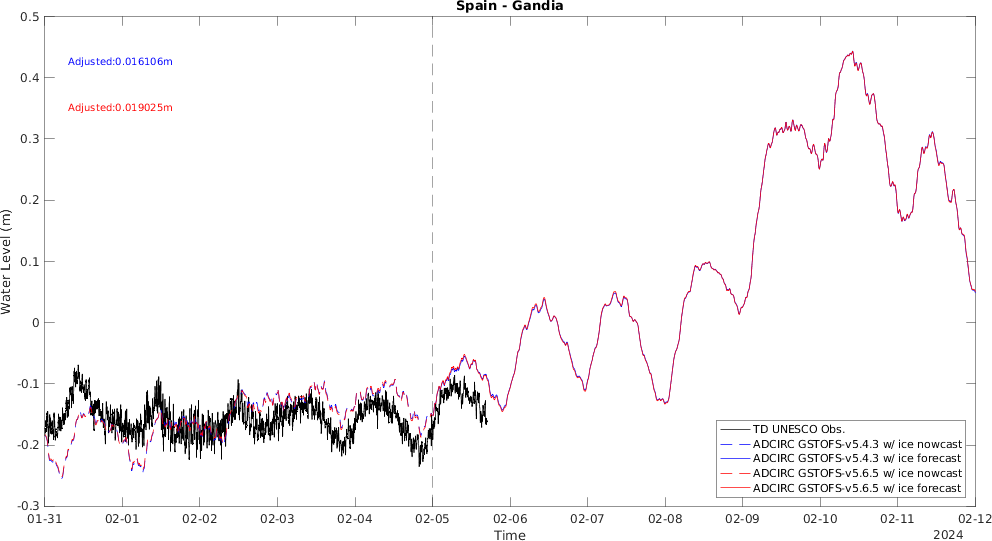 Spain - Gandia
0.5
Adjusted:0.016106m
0.4
Adjusted:0.019025m
0.3
0.2
0.1
0
-0.1
-0.2
-0.3
Water Level (m)
TD UNESCO Obs.
ADCIRC GSTOFS-v5.4.3 w/ ice nowcast
ADCIRC GSTOFS-v5.4.3 w/ ice forecast
ADCIRC GSTOFS-v5.6.5 w/ ice nowcast
ADCIRC GSTOFS-v5.6.5 w/ ice forecast
01-31 02-01 02-02 02-03 02-04 02-05 02-06 02-07 02-08 02-09 02-10 02-11 02-12
Time
2024